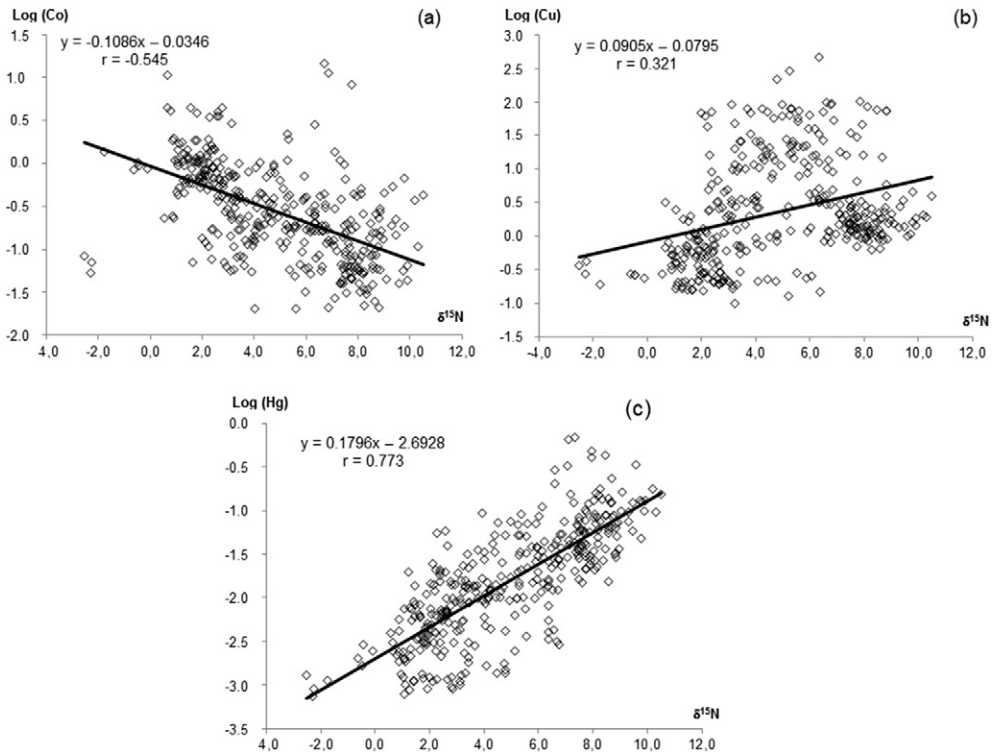 Log (Co)
(a)
y = -0.1086x – 0.0346
r = -0.545
1.5
1.0
0.5
0.0
-0.5
-1.0
-1.5
-2.0
δ¹⁵N
4,0 -2,0 0,0 2,0 4,0 6,0 8,0 10,0 12,0
Log (Cu)
(b)
y = 0.0905x – 0.0795
r = 0.321
3.0
2.5
2.0
1.5
1.0
0.5
0.0
-0.5
-1.0
-1.5
δ¹⁵N
-4,0 -2,0 0,0 2,0 4,0 6,0 8,0 10,0 12,0
Log (Hg)
(c)
y = 0.1796x – 2.6928
r = 0.773
0.0
-0.5
-1.0
-1.5
-2.0
-2.5
-3.0
-3.5
δ¹⁵N
4,0 -2,0 0,0 2,0 4,0 6,0 8,0 10,0 12,0